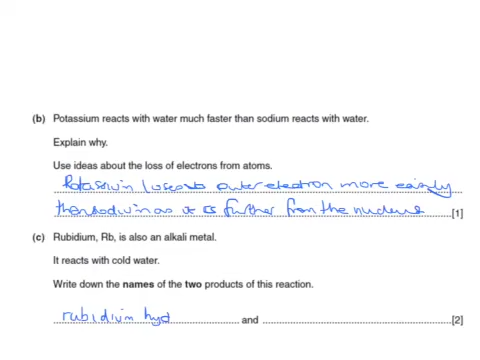 (b) Potassium reacts with water much faster than sodium reacts with water.
Explain why.
Use ideas about the loss of electrons from atoms.
Potassium loses its outer electron more easily
than sodium as it is further from the nucleus [1]
(c) Rubidium, Rb, is also an alkali metal.
It reacts with cold water.
Write down the names of the two products of this reaction.
rubidium hyd and [2]